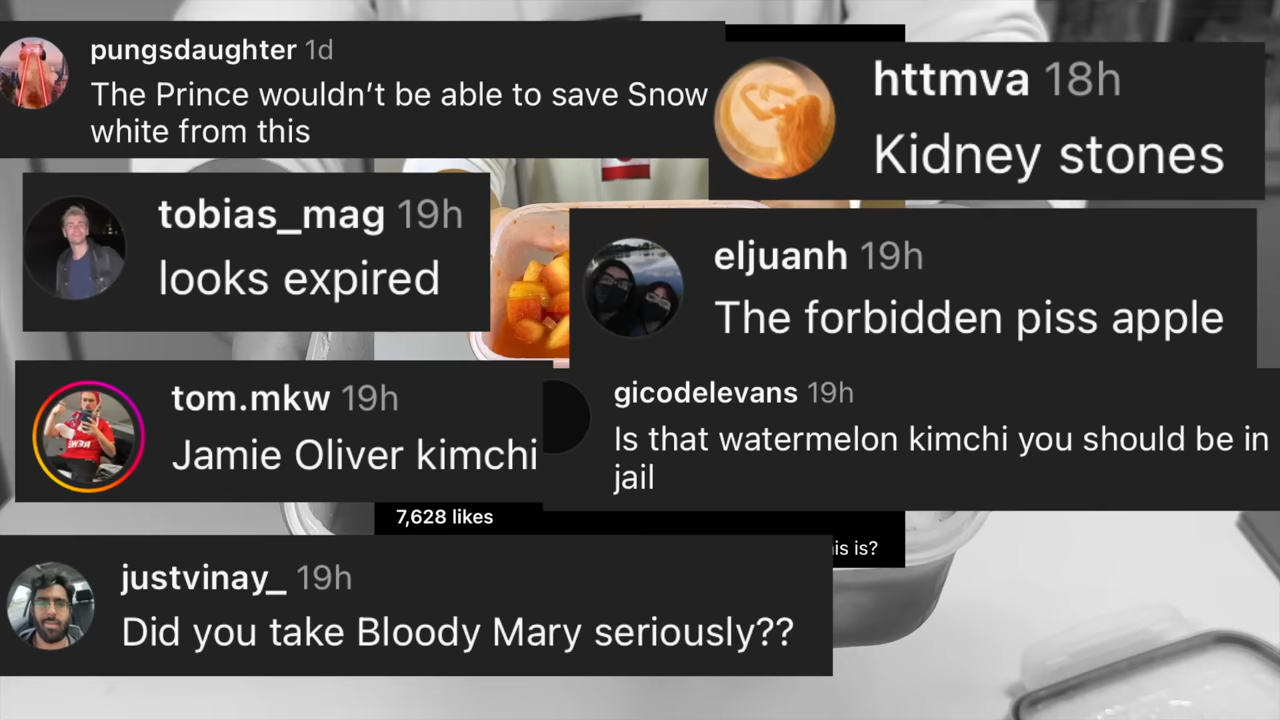 pungsdaughter 1d
The Prince wouldn't be able to save Snow
white from this
httmva 18h
Kidney stones
tobias_mag 19h
looks expired
eljuanh 19h
The forbidden piss apple
tom.mkw 19h
Jamie Oliver kimchi
gicodelevans 19h
Is that watermelon kimchi you should be in
jail
7,628 likes
is is?
justvinay_ 19h
Did you take Bloody Mary seriously??